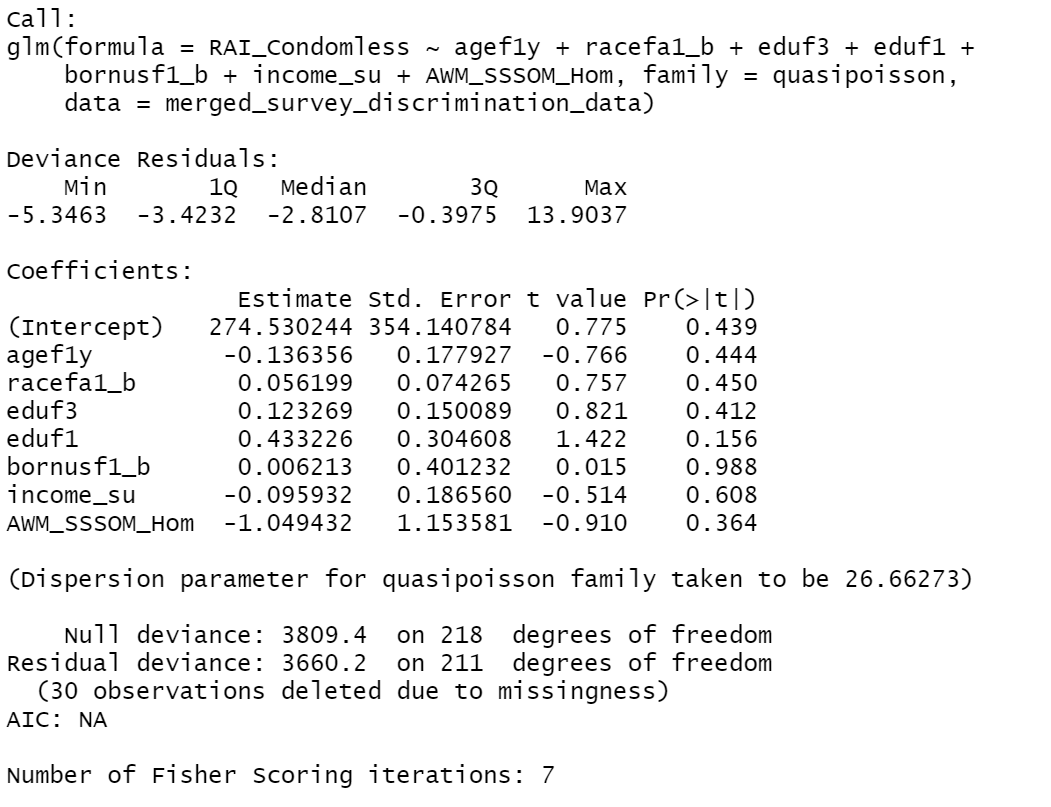 Call:
glm(formula = RAI_Condomless ~ agef1y + racefa1_b + eduf3 + eduf1 +
    bornusf1_b + income_su + AWM_SSSOM_Hom, family = quasipoisson,
    data = merged_survey_discrimination_data)

Deviance Residuals:
    Min       1Q   Median       3Q      Max
-5.3463  -3.4232  -2.8107  -0.3975  13.9037

Coefficients:
                Estimate Std. Error t value Pr(>|t|)
(Intercept)   274.530244 354.140784   0.775    0.439
agef1y         -0.136356   0.177927  -0.766    0.444
racefa1_b       0.056199   0.074265   0.757    0.450
eduf3           0.123269   0.150089   0.821    0.412
eduf1           0.433226   0.304608   1.422    0.156
bornusf1_b      0.006213   0.401232   0.015    0.988
income_su      -0.095932   0.186560  -0.514    0.608
AWM_SSSOM_Hom  -1.049432   1.153581  -0.910    0.364

(Dispersion parameter for quasipoisson family taken to be 26.66273)

    Null deviance: 3809.4  on 218  degrees of freedom
Residual deviance: 3660.2  on 211  degrees of freedom
  (30 observations deleted due to missingness)
AIC: NA

Number of Fisher Scoring iterations: 7